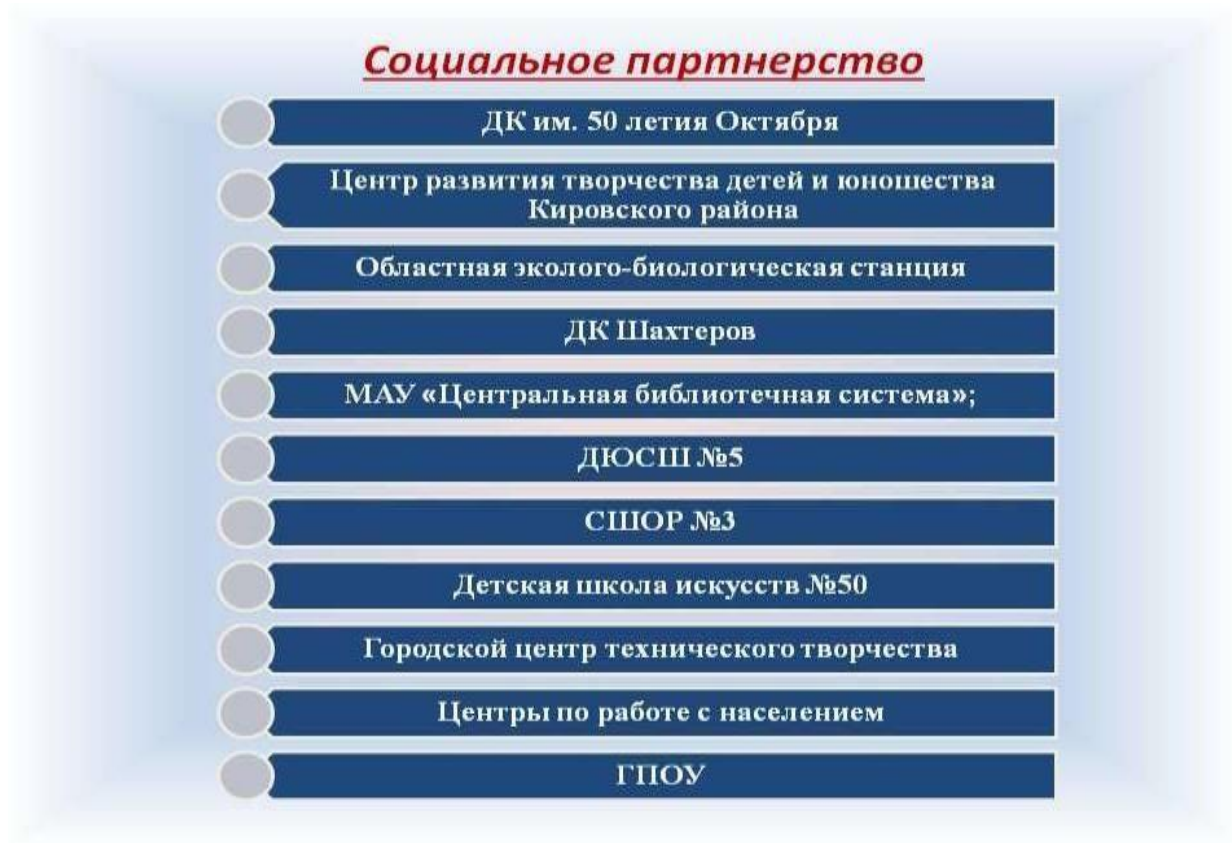 Социальное партнерство
ДК им. 50 летия Октября
Центр развития творчества детей и юношества
Кировского района
Областная эколого-биологическая станция
ДК Шахтеров
МАУ «Центральная библиотечная система»;
ДЮСШ №5
СШОР №3
Детская школа искусств №50
Городской центр технического творчества
Центры по работе с населением
ГПОУ